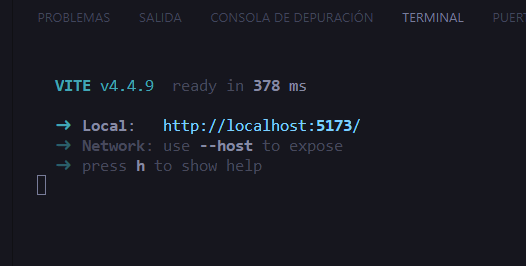 PROBLEMAS SALIDA CONSOLA DE DEPURACIÓN TERMINAL PUER
VITE v4.4.9 ready in 378 ms
➜ Local: http://localhost:5173/
➜ Network: use --host to expose
➜ press h to show help